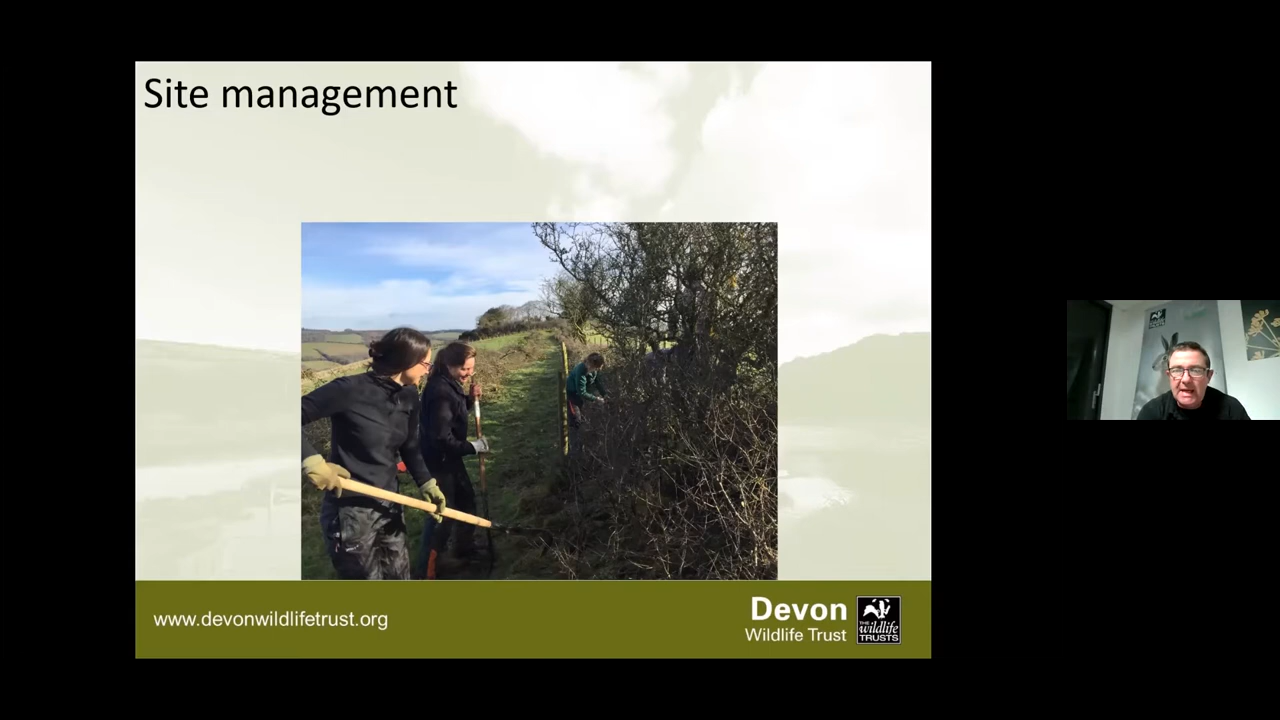 Site management
www.devonwildlifetrust.org
Devon
Wildlife Trust
THE
wildlife
TRUSTS